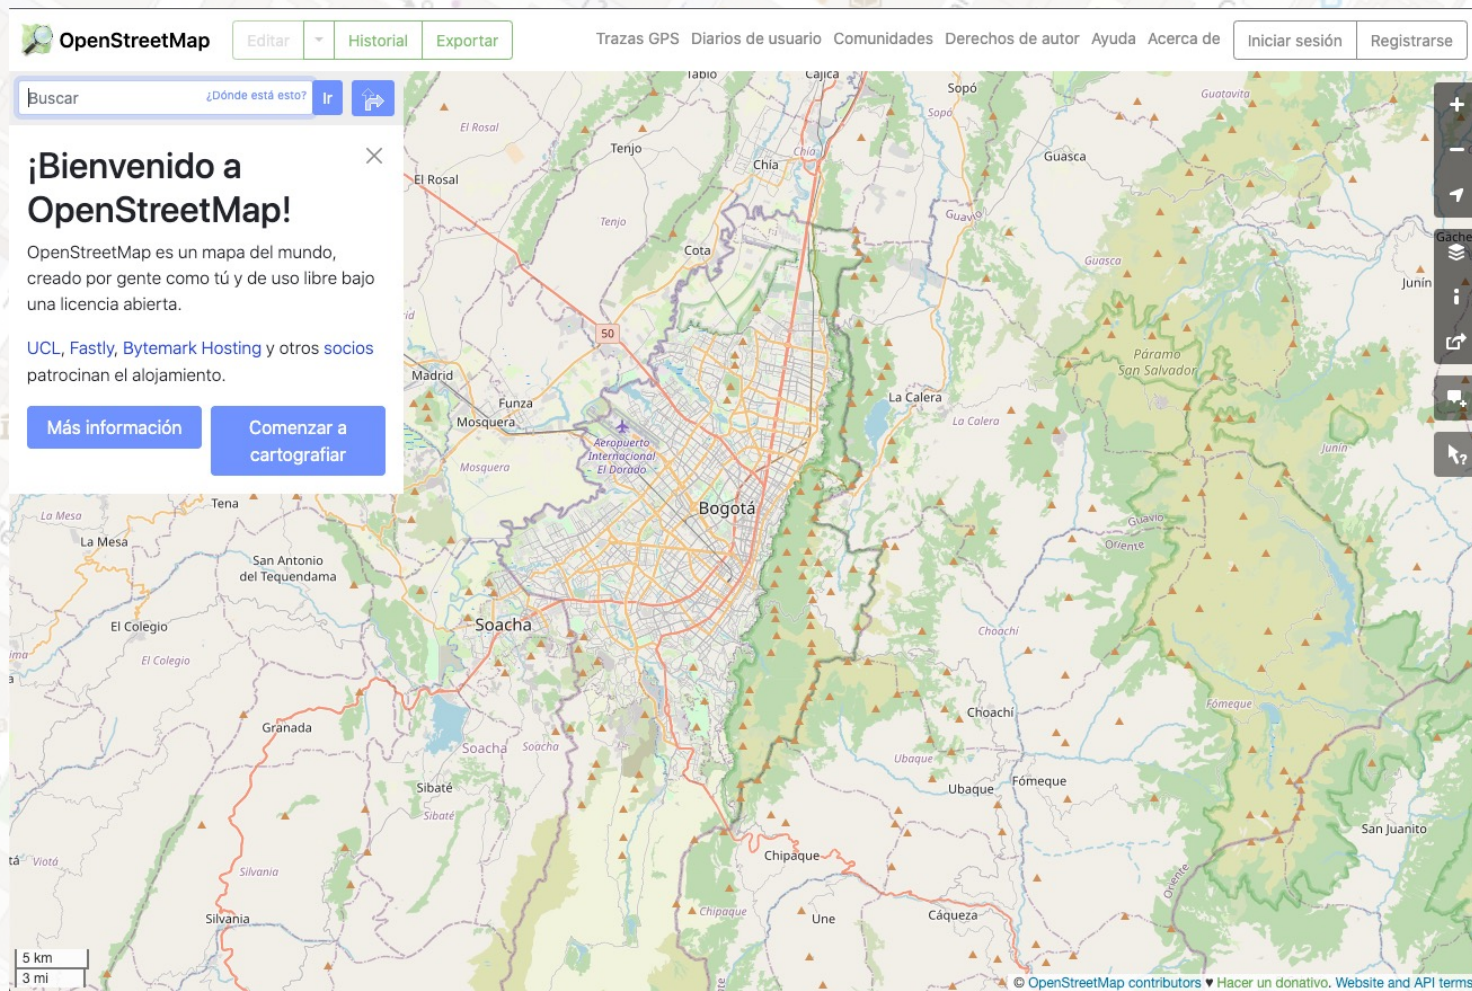 OpenStreetMap
Editar
Historial
Exportar
Trazas GPS Diarios de usuario Comunidades Derechos de autor Ayuda Acerca de
Iniciar sesión
Registrarse
Buscar
¿Dónde está esto?
Ir
¡Bienvenido a
OpenStreetMap!
OpenStreetMap es un mapa del mundo,
creado por gente como tú y de uso libre bajo
una licencia abierta.
UCL, Fastly, Bytemark Hosting y otros socios
patrocinan el alojamiento.
Más información
Comenzar a
cartografiar
Tabio
Cajica
Sopó
Guatavita
Sopó
El Rosal
Tenjo
Chía
Chía
Guasca
El Rosal
Tenjo
Guavio
Cota
Guasca
Gache
Junín
50
Páramo
San Salvador
Madrid
Funza
Mosquera
La Calera
La Calera
Aeropuerto
Internacional
El Dorado
Junín
Mosquera
Tena
La Mesa
La Mesa
Bogotá
Guavio
Oriente
San Antonio
del Tequendama
El Colegio
Soacha
Choachí
El Colegio
Fómeque
Choachí
Granada
Soacha
Soacha
Ubaque
Fómeque
Ubaque
Sibaté
Sibaté
San Juanito
Chipaque
Viotá
Silvania
Oriente
Chipaque
Une
Cáqueza
Silvania
5 km
3 mi
© OpenStreetMap contributors ♥ Hacer un donativo. Website and API terms